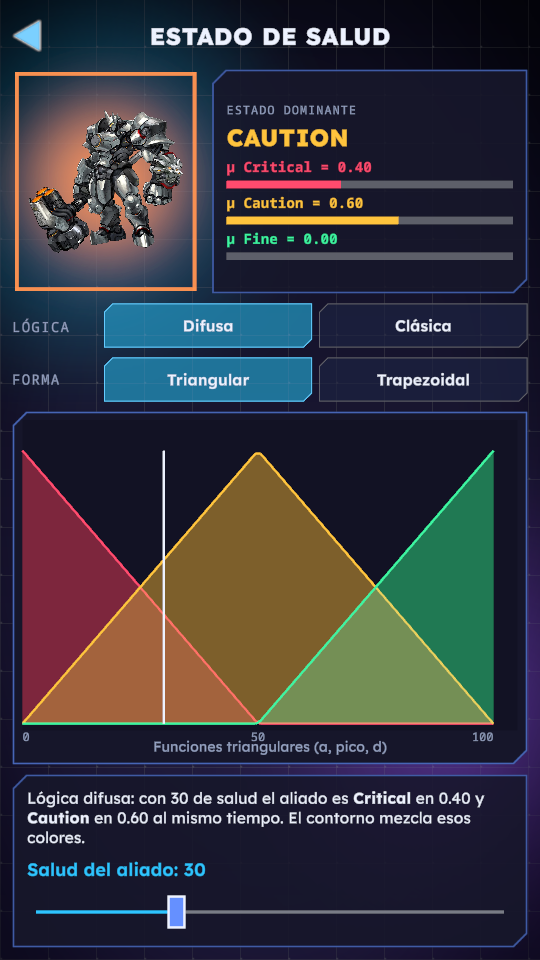 ESTADO DE SALUD
ESTADO DOMINANTE
CAUTION
μ Critical = 0.40
μ Caution = 0.60
μ Fine = 0.00
LÓGICA
Difusa
Clásica
FORMA
Triangular
Trapezoidal
0
50
100
Funciones triangulares (a, pico, d)
Lógica difusa: con 30 de salud el aliado es Critical en 0.40 y
Caution en 0.60 al mismo tiempo. El contorno mezcla esos
colores.
Salud del aliado: 30